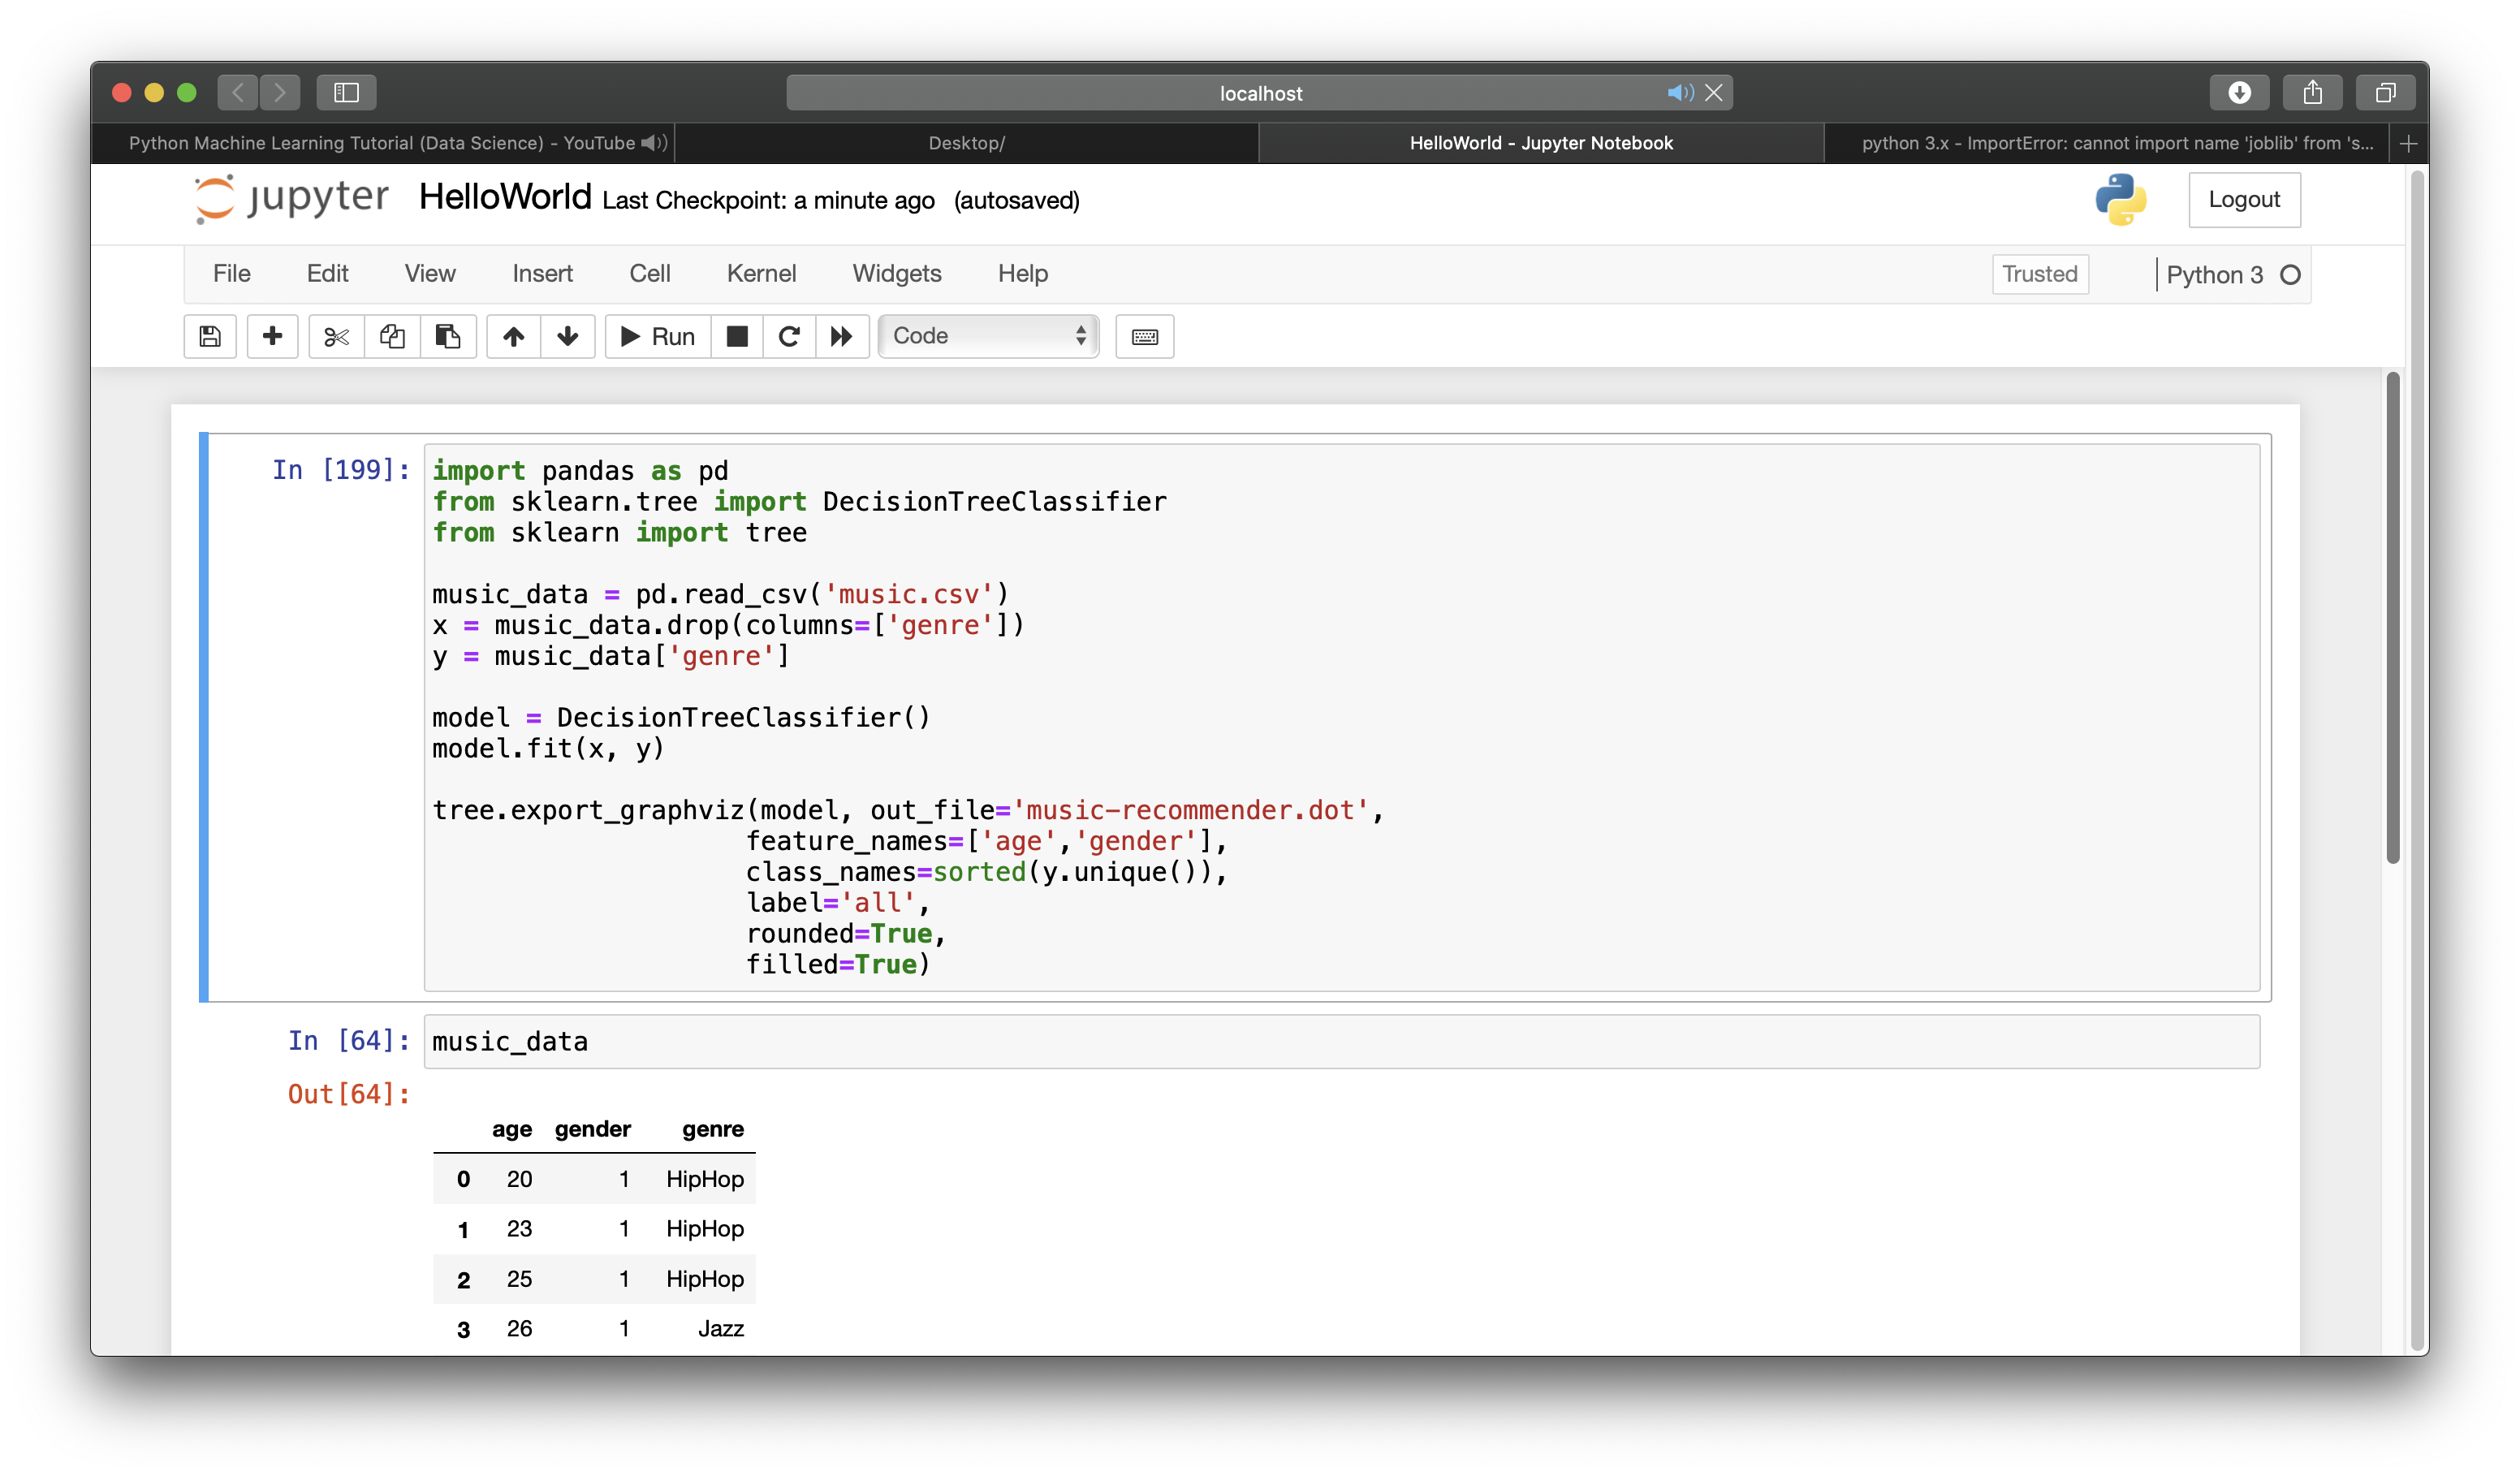 localhost
Python Machine Learning Tutorial (Data Science) - YouTube
Desktop/
HelloWorld - Jupyter Notebook
python 3.x - ImportError: cannot import name 'joblib' from 's...
jupyter HelloWorld Last Checkpoint: a minute ago (autosaved)
Logout
File Edit View Insert Cell Kernel Widgets Help
Trusted
Python 3
Run
Code
In [199]:
import pandas as pd
from sklearn.tree import DecisionTreeClassifier
from sklearn import tree

music_data = pd.read_csv('music.csv')
x = music_data.drop(columns=['genre'])
y = music_data['genre']

model = DecisionTreeClassifier()
model.fit(x, y)

tree.export_graphviz(model, out_file='music-recommender.dot',
                    feature_names=['age','gender'],
                    class_names=sorted(y.unique()),
                    label='all',
                    rounded=True,
                    filled=True)
In [64]:
music_data
Out[64]:
age gender genre
0 20 1 HipHop
1 23 1 HipHop
2 25 1 HipHop
3 26 1 Jazz